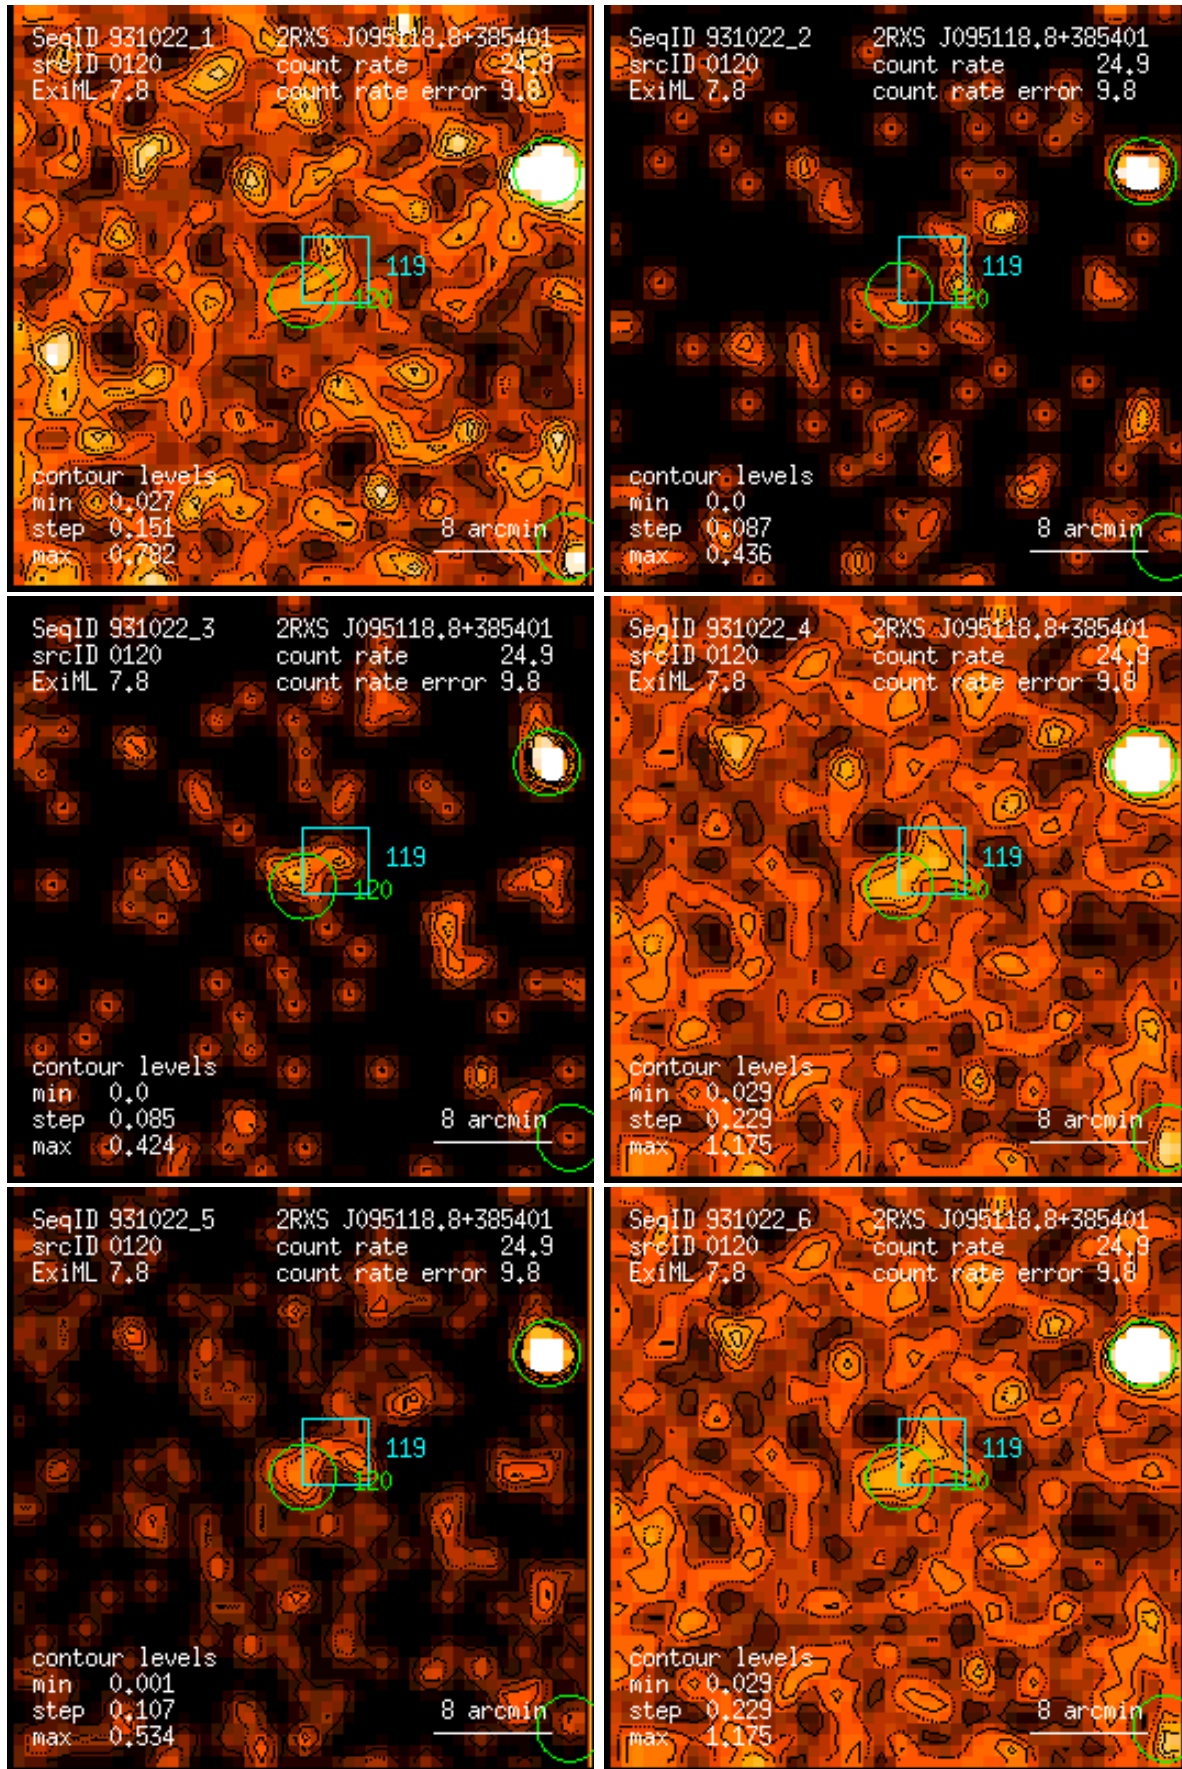 SeqID 931022_1 2RXS J095118.8+385401
srcID 0120 count rate 24.9
ExiML 7.8 count rate error 9.8
119
120
contour levels
min 0.027
step 0.151 8 arcmin
max 0.782
SeqID 931022_2 2RXS J095118.8+385401
srcID 0120 count rate 24.9
ExiML 7.8 count rate error 9.8
119
120
contour levels
min 0.0
step 0.087 8 arcmin
max 0.436
SeqID 931022_3 2RXS J095118.8+385401
srcID 0120 count rate 24.9
ExiML 7.8 count rate error 9.8
119
120
contour levels
min 0.0
step 0.085 8 arcmin
max 0.424
SeqID 931022_4 2RXS J095118.8+385401
srcID 0120 count rate 24.9
ExiML 7.8 count rate error 9.8
119
120
contour levels
min 0.029
step 0.229 8 arcmin
max 1.175
SeqID 931022_5 2RXS J095118.8+385401
srcID 0120 count rate 24.9
ExiML 7.8 count rate error 9.8
119
120
contour levels
min 0.001
step 0.107 8 arcmin
max 0.534
SeqID 931022_6 2RXS J095118.8+385401
srcID 0120 count rate 24.9
ExiML 7.8 count rate error 9.8
119
120
contour levels
min 0.029
step 0.229 8 arcmin
max 1.175